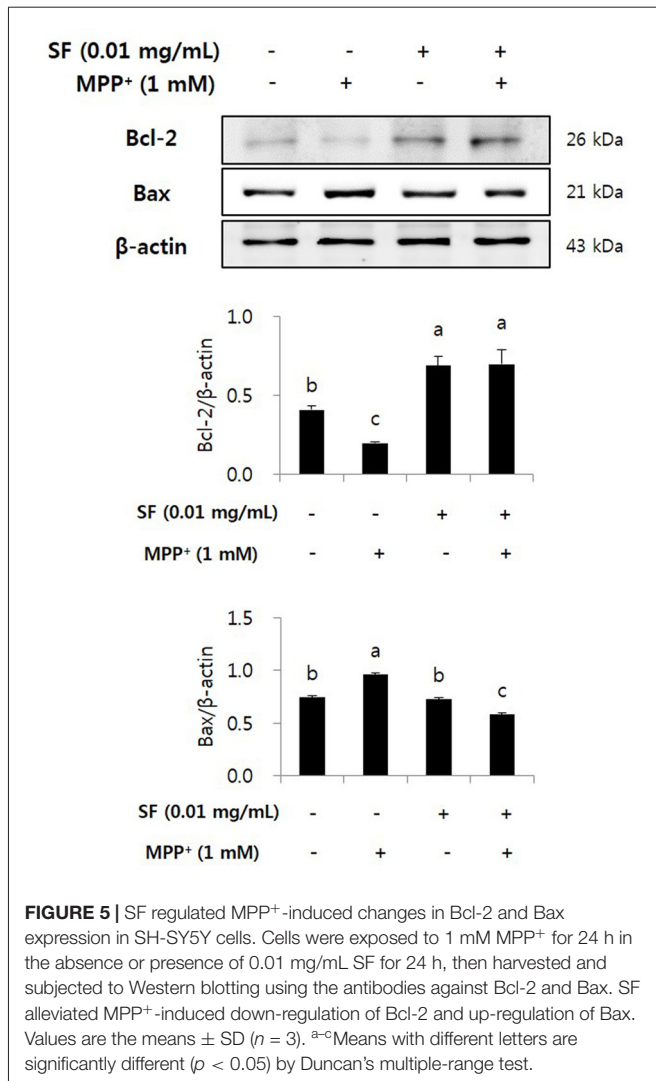 SF (0.01 mg/mL) - - + +
MPP⁺ (1 mM) - + - +
Bcl-2 26 kDa
Bax 21 kDa
β-actin 43 kDa
Bcl-2/β-actin
1.0
0.5
0.0
b c a a
SF (0.01 mg/mL) - - + +
MPP⁺ (1 mM) - + - +
Bax/β-actin
1.5
1.0
0.5
0.0
b a b c
SF (0.01 mg/mL) - - + +
MPP⁺ (1 mM) - + - +
FIGURE 5 | SF regulated MPP⁺-induced changes in Bcl-2 and Bax
expression in SH-SY5Y cells. Cells were exposed to 1 mM MPP⁺ for 24 h in
the absence or presence of 0.01 mg/mL SF for 24 h, then harvested and
subjected to Western blotting using the antibodies against Bcl-2 and Bax. SF
alleviated MPP⁺-induced down-regulation of Bcl-2 and up-regulation of Bax.
Values are the means ± SD (n = 3). ᵃ⁻ᶜMeans with different letters are
significantly different (p < 0.05) by Duncan's multiple-range test.